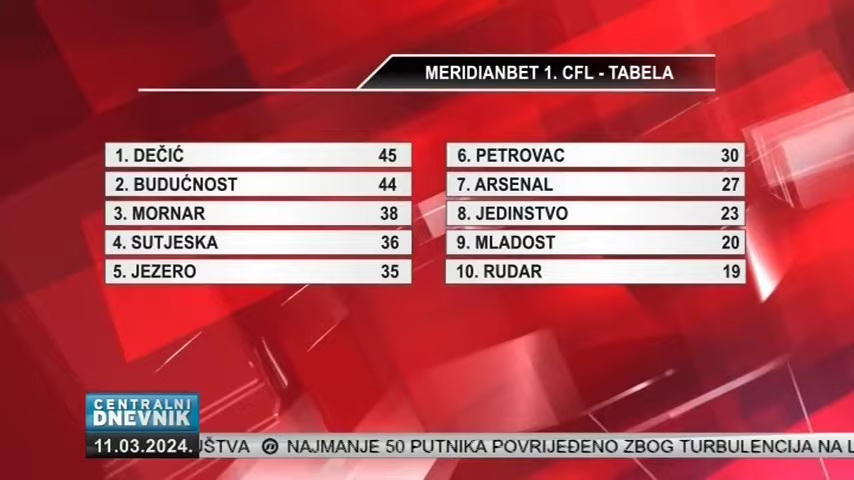 MERIDIANBET 1. CFL - TABELA
1. DEČIĆ 45
2. BUDUĆNOST 44
3. MORNAR 38
4. SUTJESKA 36
5. JEZERO 35
6. PETROVAC 30
7. ARSENAL 27
8. JEDINSTVO 23
9. MLADOST 20
10. RUDAR 19
CENTRALNI
DNEVNIK
11.03.2024. UŠTVA NAJMANJE 50 PUTNIKA POVRIJEĐENO ZBOG TURBULENCIJA NA L